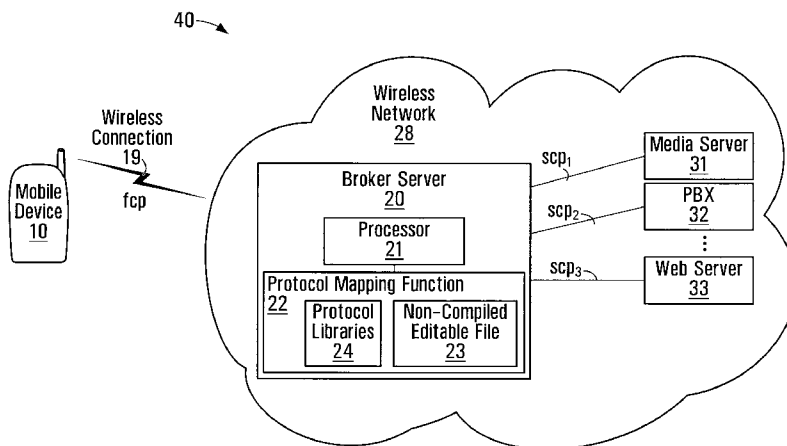 40
Wireless
Connection
19
fcp
Mobile
Device
10
Wireless
Network
28
Broker Server
20
Processor
21
Protocol Mapping Function
22
Protocol
Libraries
24
Non-Compiled
Editable File
23
scp1
scp2
scp3
Media Server
31
PBX
32
⋮
Web Server
33